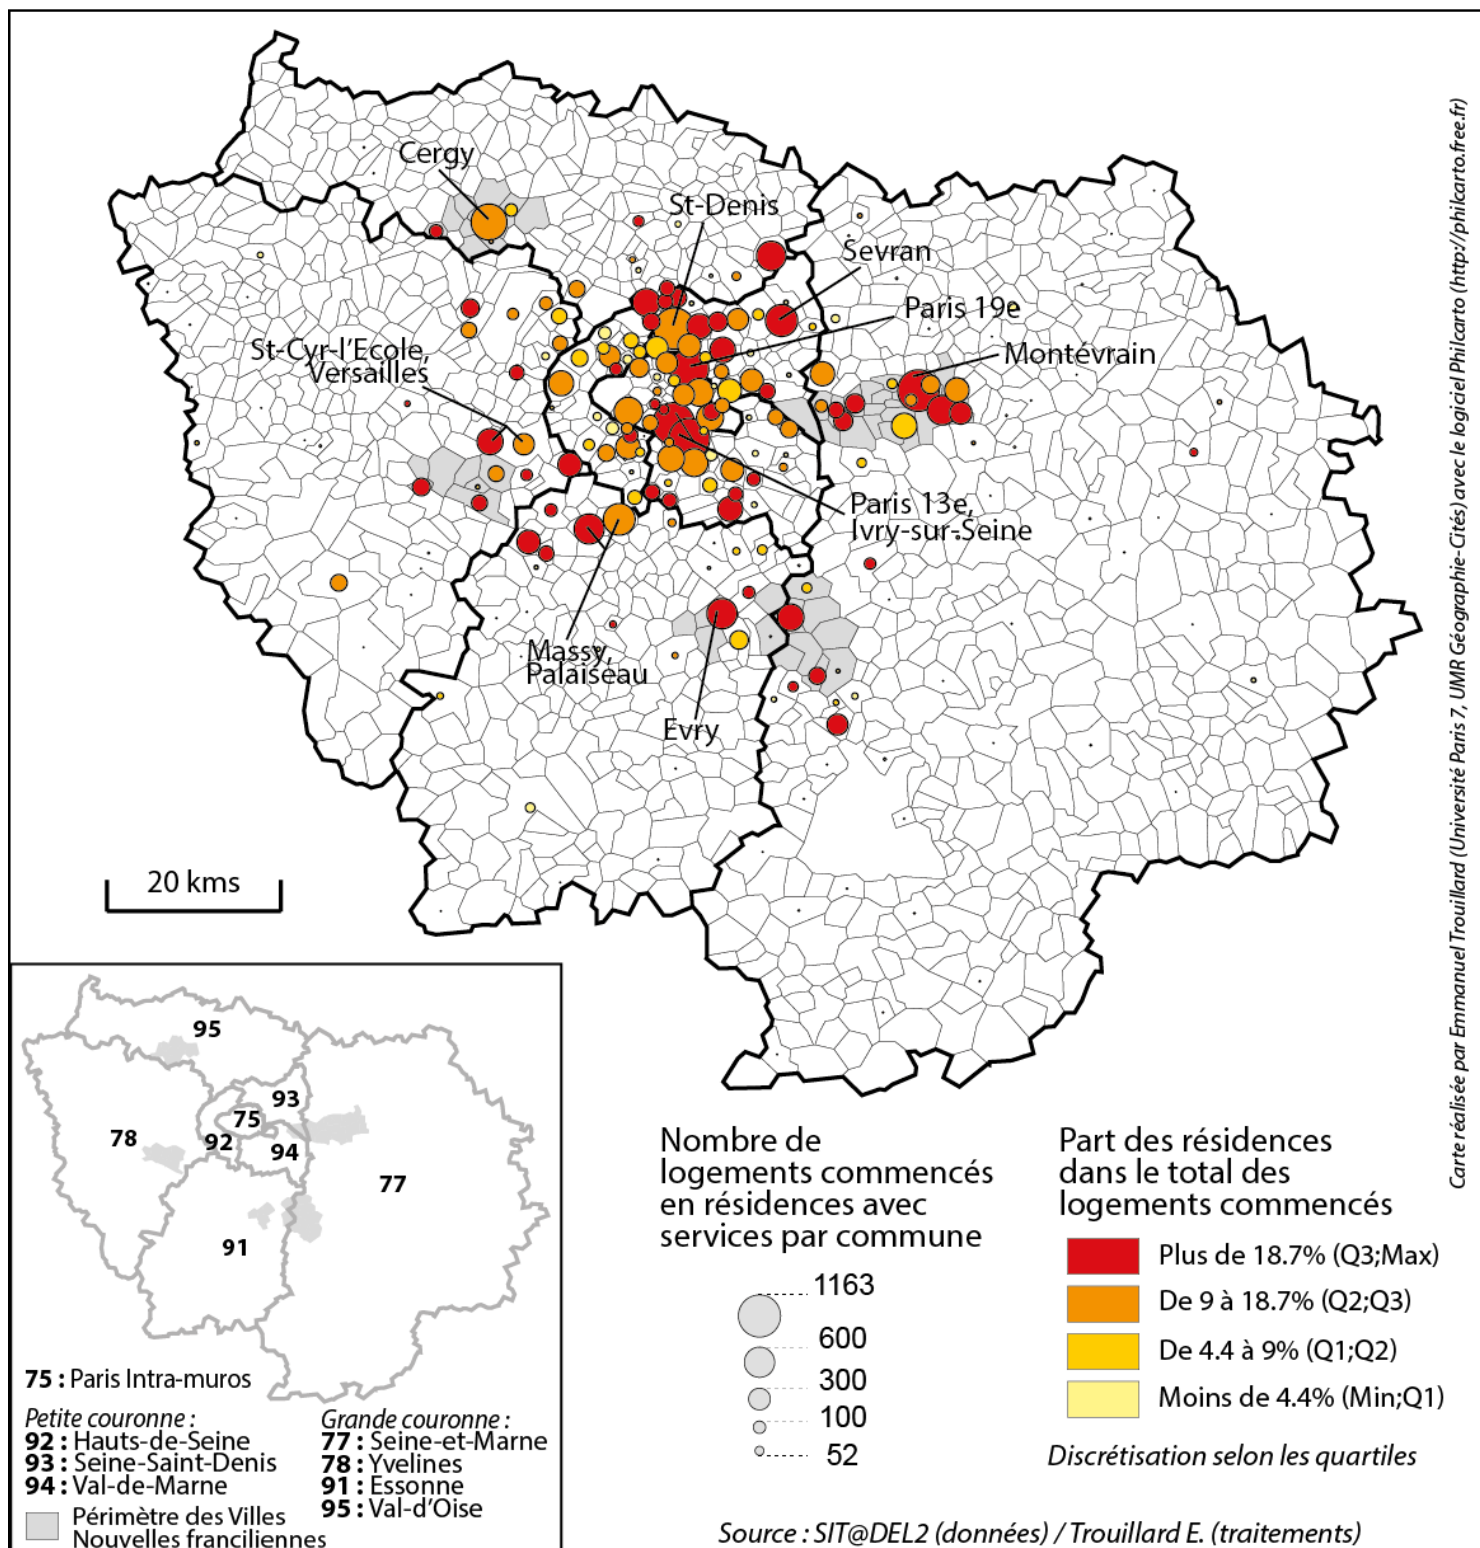 Cergy
St-Denis
Sevran
Paris 19e
Montévrain
St-Cyr-l'Ecole,
Versailles
Paris 13e,
Ivry-sur-Seine
Massy,
Palaiseau
Evry
20 kms
95
93
75
78
92
94
77
91
75 : Paris Intra-muros
Petite couronne :
92 : Hauts-de-Seine
93 : Seine-Saint-Denis
94 : Val-de-Marne
Grande couronne :
77 : Seine-et-Marne
78 : Yvelines
91 : Essonne
95 : Val-d'Oise
Périmètre des Villes
Nouvelles franciliennes
Nombre de
logements commencés
en résidences avec
services par commune
1163
600
300
100
52
Part des résidences
dans le total des
logements commencés
Plus de 18.7% (Q3;Max)
De 9 à 18.7% (Q2;Q3)
De 4.4 à 9% (Q1;Q2)
Moins de 4.4% (Min;Q1)
Discrétisation selon les quartiles
Source : SIT@DEL2 (données) / Trouillard E. (traitements)
Carte réalisée par Emmanuel Trouillard (Université Paris 7, UMR Géographie-Cités) avec le logiciel Philcarto (http://philcarto.free.fr)